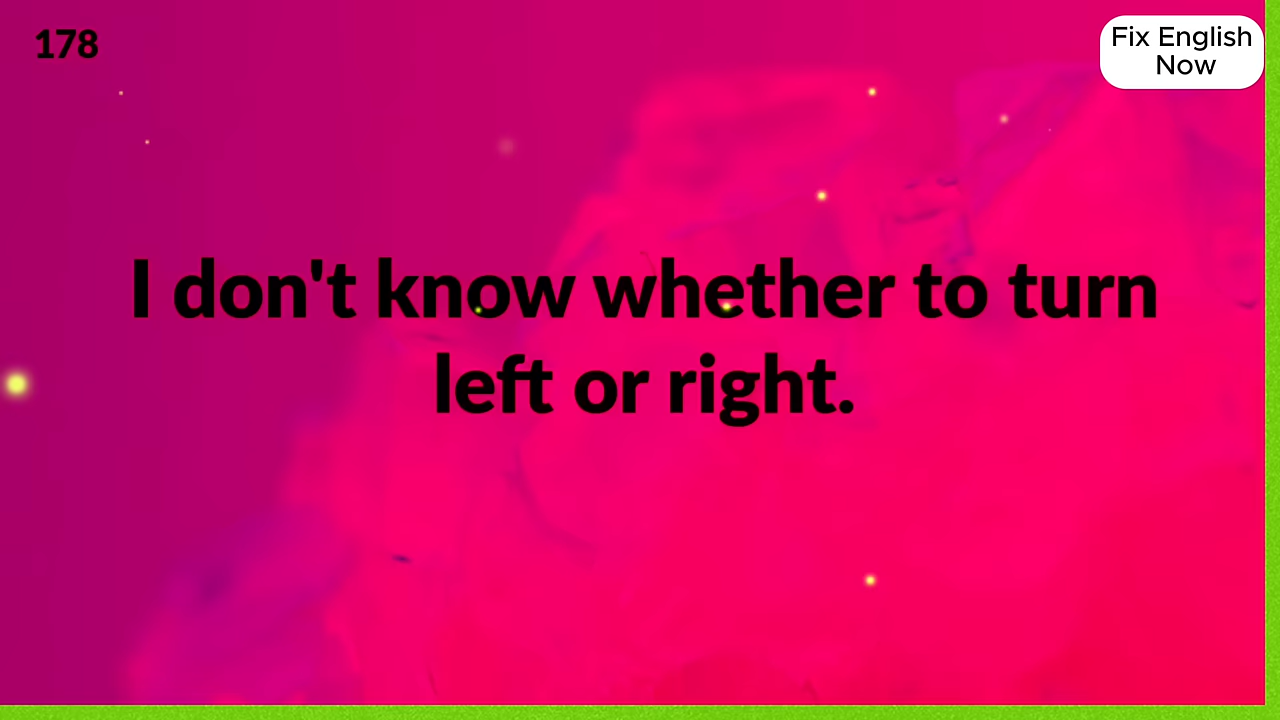 178
Fix English
Now
I don't know whether to turn
left or right.